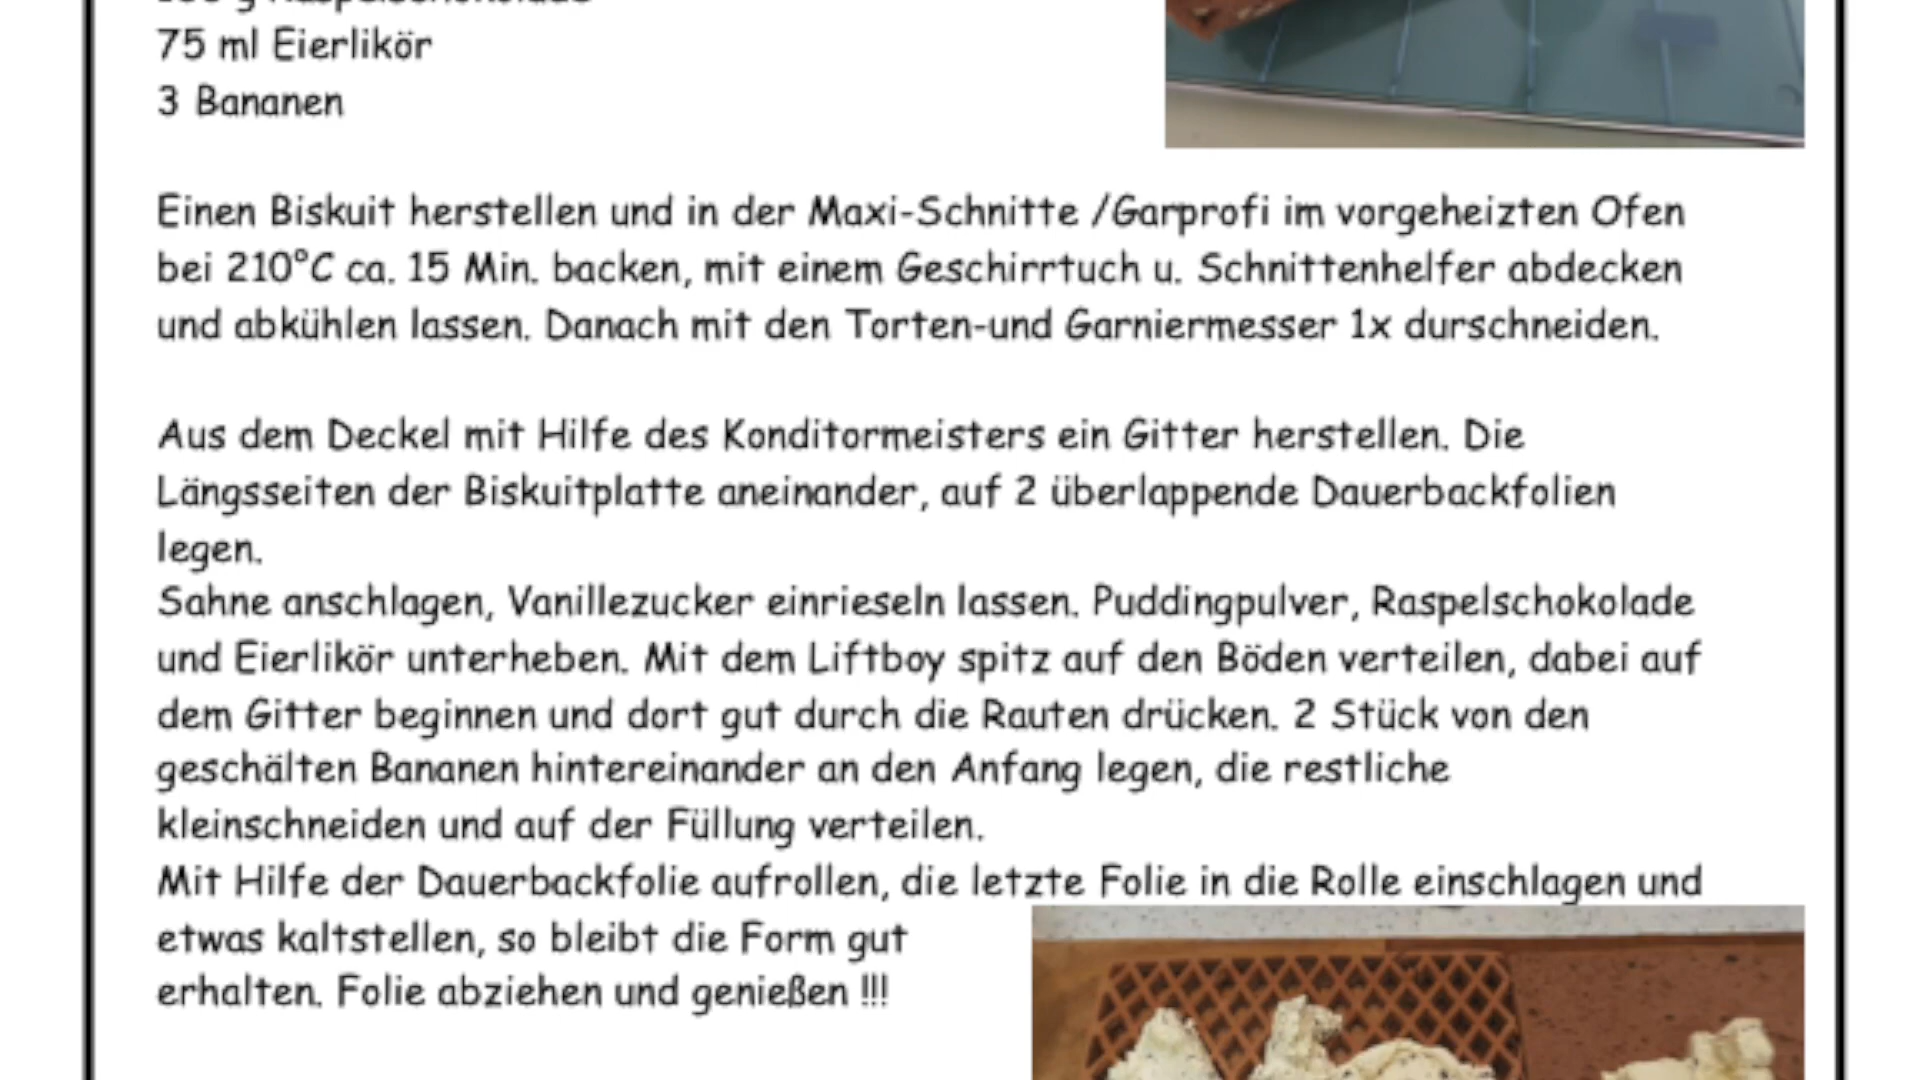 75 ml Eierlikör
3 Bananen
Einen Biskuit herstellen und in der Maxi-Schnitte /Garprofi im vorgeheizten Ofen
bei 210°C ca. 15 Min. backen, mit einem Geschirrtuch u. Schnittenhelfer abdecken
und abkühlen lassen. Danach mit den Torten-und Garniermesser 1x durschneiden.
Aus dem Deckel mit Hilfe des Konditormeisters ein Gitter herstellen. Die
Längsseiten der Biskuitplatte aneinander, auf 2 überlappende Dauerbackfolien
legen.
Sahne anschlagen, Vanillezucker einrieseln lassen. Puddingpulver, Raspelschokolade
und Eierlikör unterheben. Mit dem Liftboy spitz auf den Böden verteilen, dabei auf
dem Gitter beginnen und dort gut durch die Rauten drücken. 2 Stück von den
geschälten Bananen hintereinander an den Anfang legen, die restliche
kleinschneiden und auf der Füllung verteilen.
Mit Hilfe der Dauerbackfolie aufrollen, die letzte Folie in die Rolle einschlagen und
etwas kaltstellen, so bleibt die Form gut
erhalten. Folie abziehen und genießen !!!